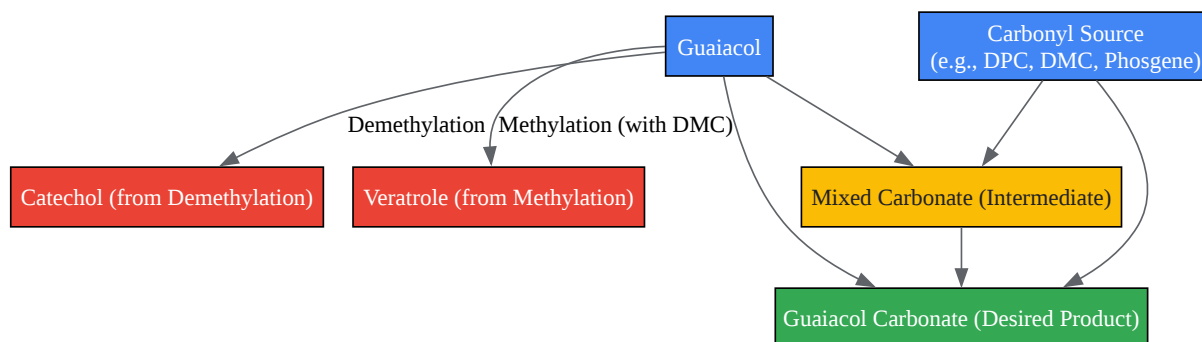 Guaiacol
Carbonyl Source
(e.g., DPC, DMC, Phosgene)
Demethylation
Methylation (with DMC)
Catechol (from Demethylation)
Veratrole (from Methylation)
Mixed Carbonate (Intermediate)
Guaiacol Carbonate (Desired Product)